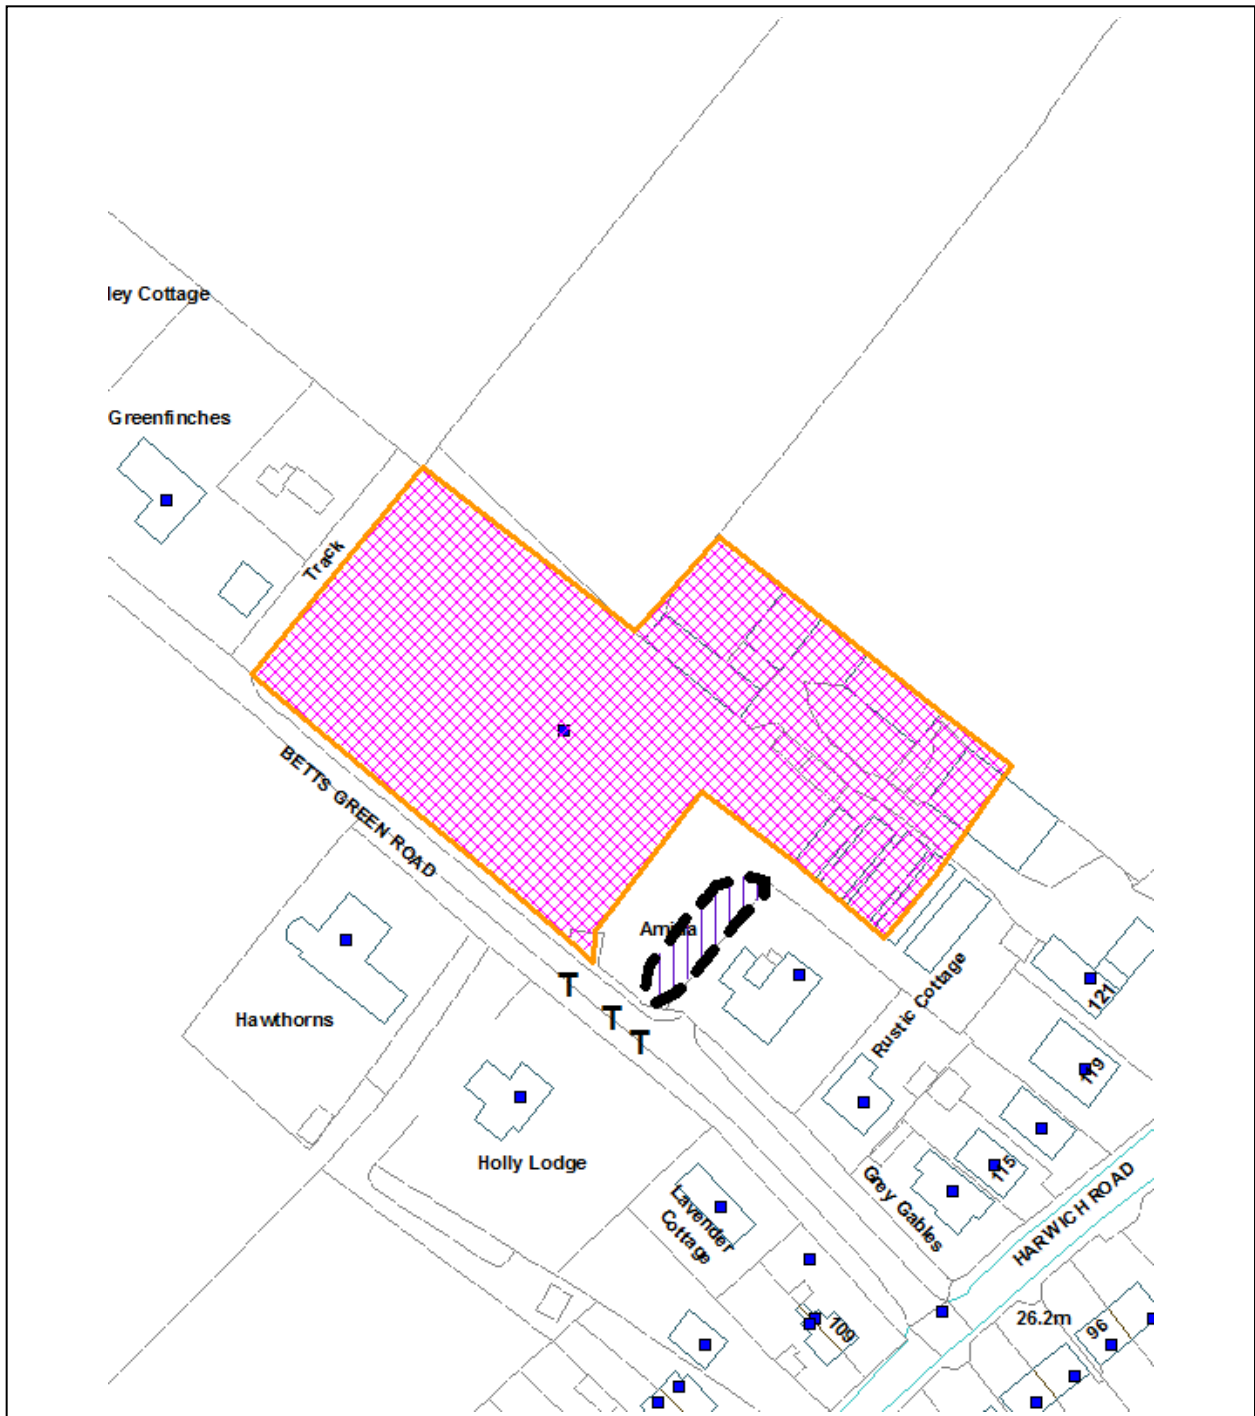 ley Cottage
Greenfinches
Track
BETTS GREEN ROAD
T
T
T
Hawthorns
Holly Lodge
Rustic Cottage
121
119
115
Grey Gables
Lavender
Cottage
HARWICH ROAD
109
26.2m
96